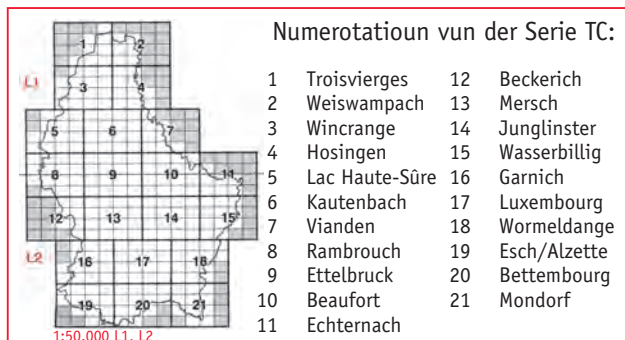 Numerotatioun vun der Serie TC:
1 Troisvierges 12 Beckerich
2 Weiswampach 13 Mersch
3 Wincrange 14 Junglinster
4 Hosingen 15 Wasserbillig
5 Lac Haute-Sûre 16 Garnich
6 Kautenbach 17 Luxembourg
7 Vianden 18 Wormeldange
8 Rambrouch 19 Esch/Alzette
9 Ettelbruck 20 Bettembourg
10 Beaufort 21 Mondorf
11 Echternach
1 2
L1 3 4
5 6 7
8 9 10 11
12 13 14 15
L2 16 17 18
19 20 21
1:50.000 L1, L2